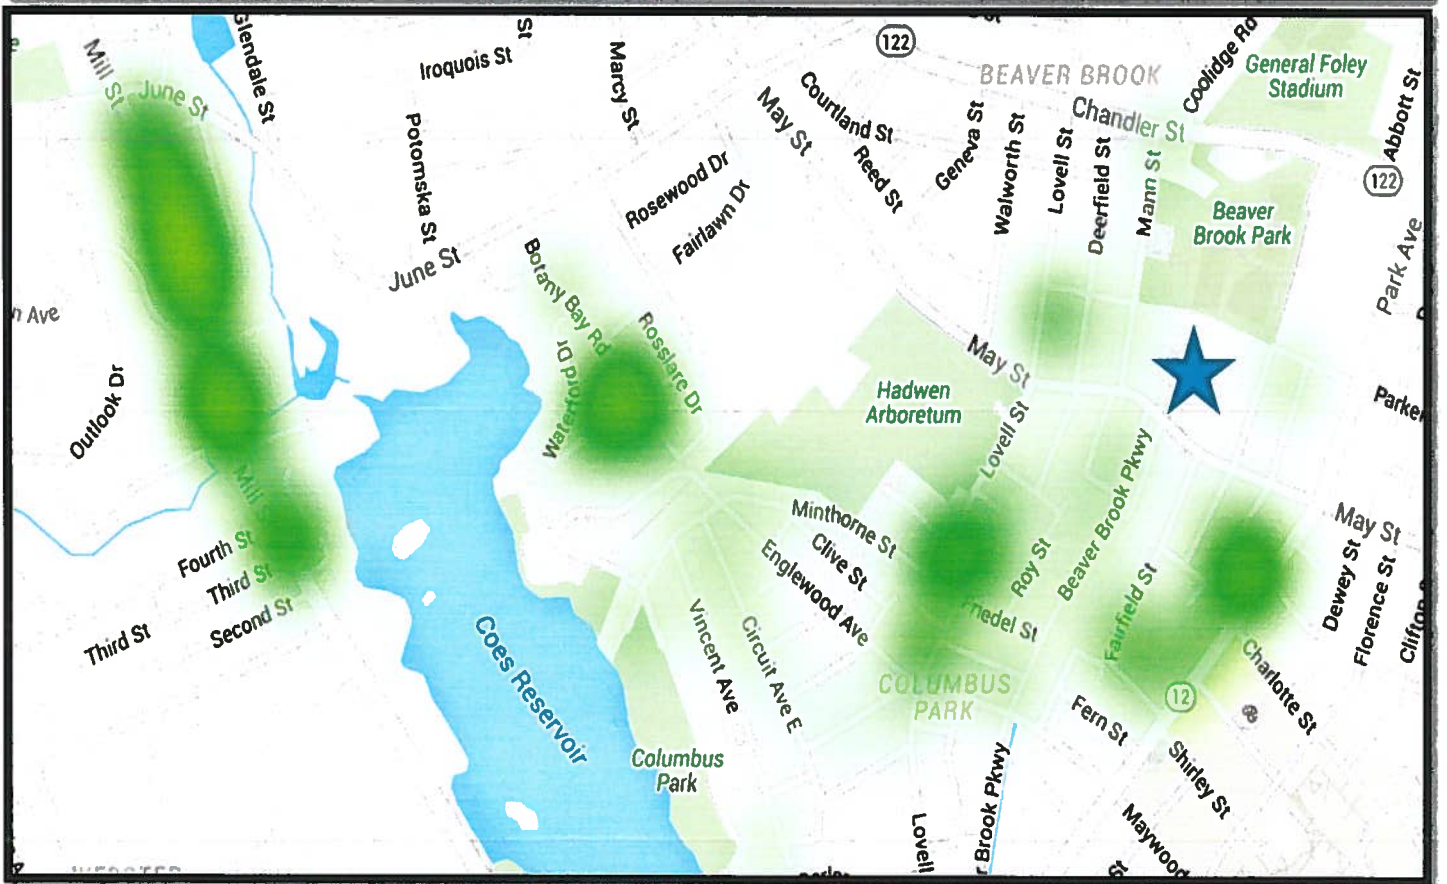 Glendale St
St
Iroquois St
Marcy St
122
BEAVER BROOK
Coolidge Ro
General Foley
Stadium
Abbott St
Mill St
June St
Potomska St
May St
Courtland St
Reed St
Geneva St
Walworth St
Lovell St
Deerfield St
Chandler St
Mann St
122
Rosewood Dr
Fairlawn Dr
Beaver
Brook Park
Park Ave
June St
Botany Bay Rd
Rosslare Dr
Waterford Dr
n Ave
Outlook Dr
May St
Hadwen
Arboretum
Parker
Lovell St
Beaver Brook Pkwy
Mill
Minthorne St
Clive St
Englewood Ave
May St
Fourth St
Third St
Second St
Third St
Roy St
Friedel St
Fairfield St
Dewey St
Florence St
Clifton
Coes Reservoir
Vincent Ave
Circuit Ave E
COLUMBUS
PARK
12
Charlotte St
Fern St
Shirley St
Columbus
Park
Lovell
r Brook Pkwy
Maywood
St